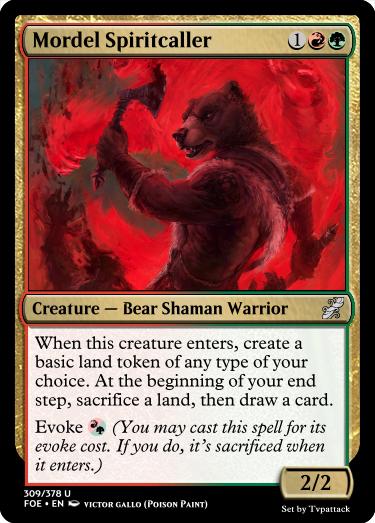 Mordel Spiritcaller 1
Creature — Bear Shaman Warrior
When this creature enters, create a
basic land token of any type of your
choice. At the beginning of your end
step, sacrifice a land, then draw a card.
Evoke (You may cast this spell for its
evoke cost. If you do, it's sacrificed when
it enters.)
2/2
309/378 U
FOE • EN VICTOR GALLO (POISON PAINT)
Set by Tvpattack